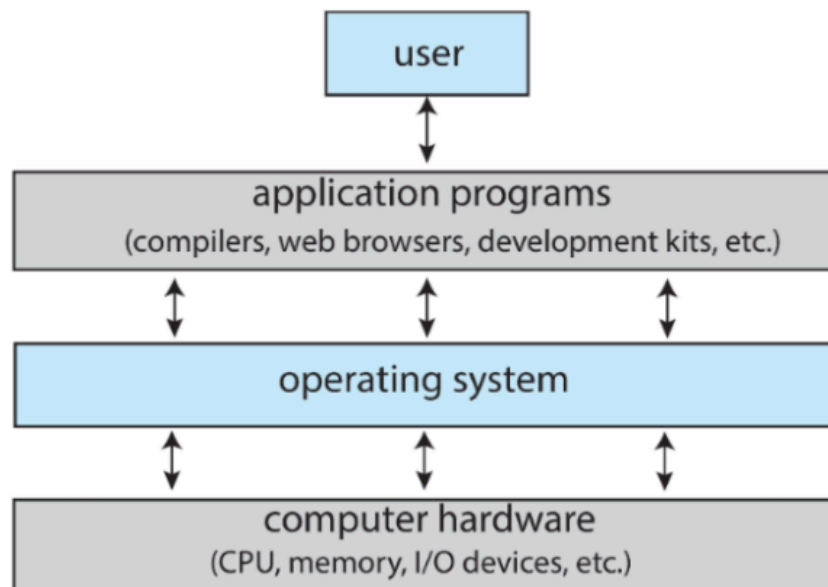 user
application programs
(compilers, web browsers, development kits, etc.)
operating system
computer hardware
(CPU, memory, I/O devices, etc.)